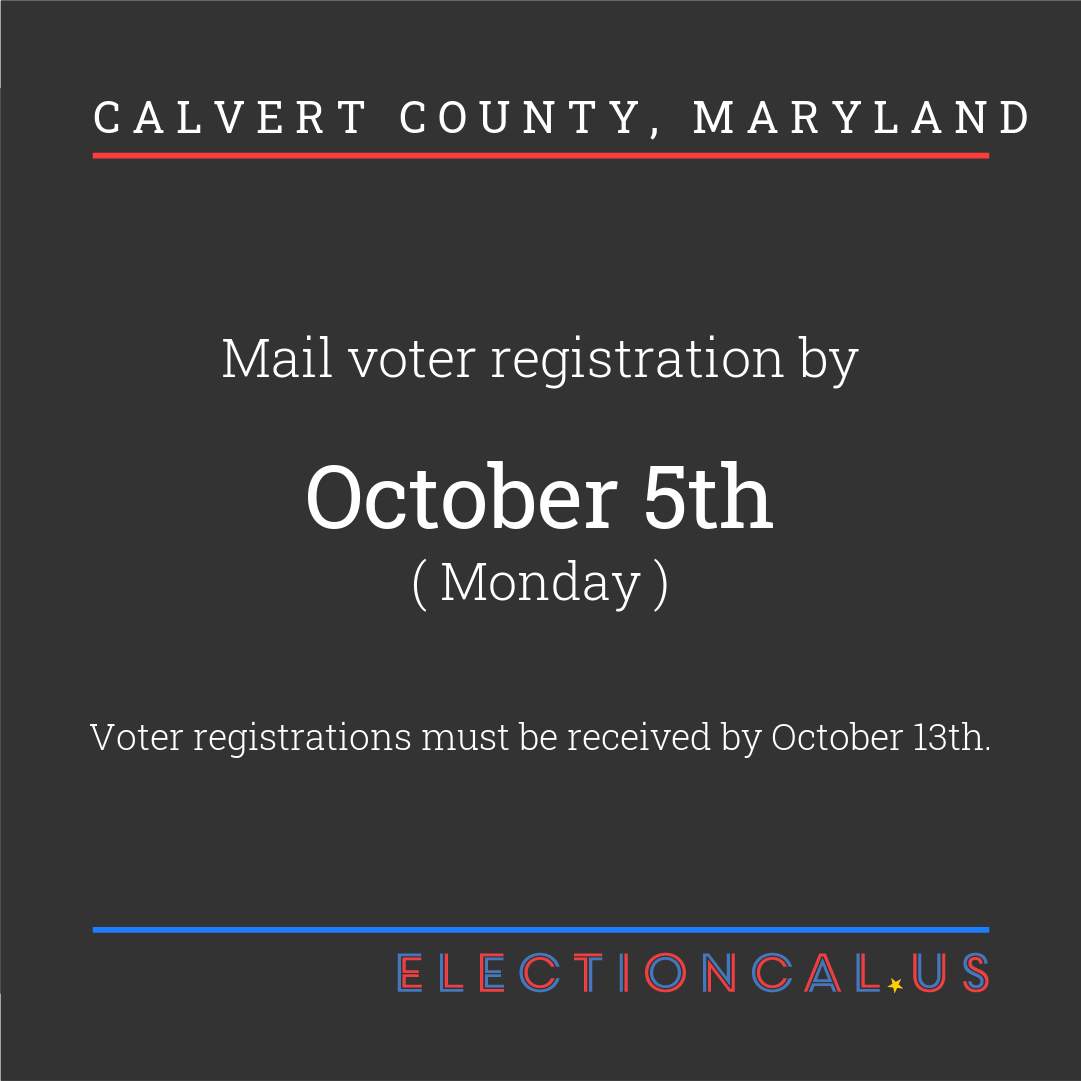 CALVERT COUNTY, MARYLAND
Mail voter registration by
October 5th
( Monday )
Voter registrations must be received by October 13th.
ELECTIONCAL.US